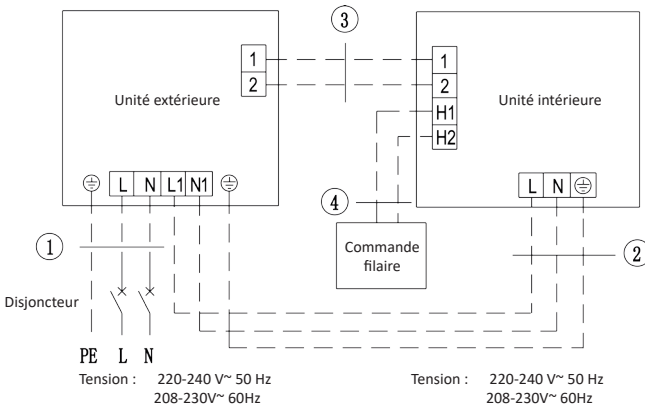 ③
1
2
Unité extérieure
1
2
H1
H2
Unité intérieure
L N L1 N1
L N
④
①
Commande
filaire
②
Disjoncteur
PE L N
Tension : 220-240 V~ 50 Hz
208-230V~ 60Hz
Tension : 220-240 V~ 50 Hz
208-230V~ 60Hz